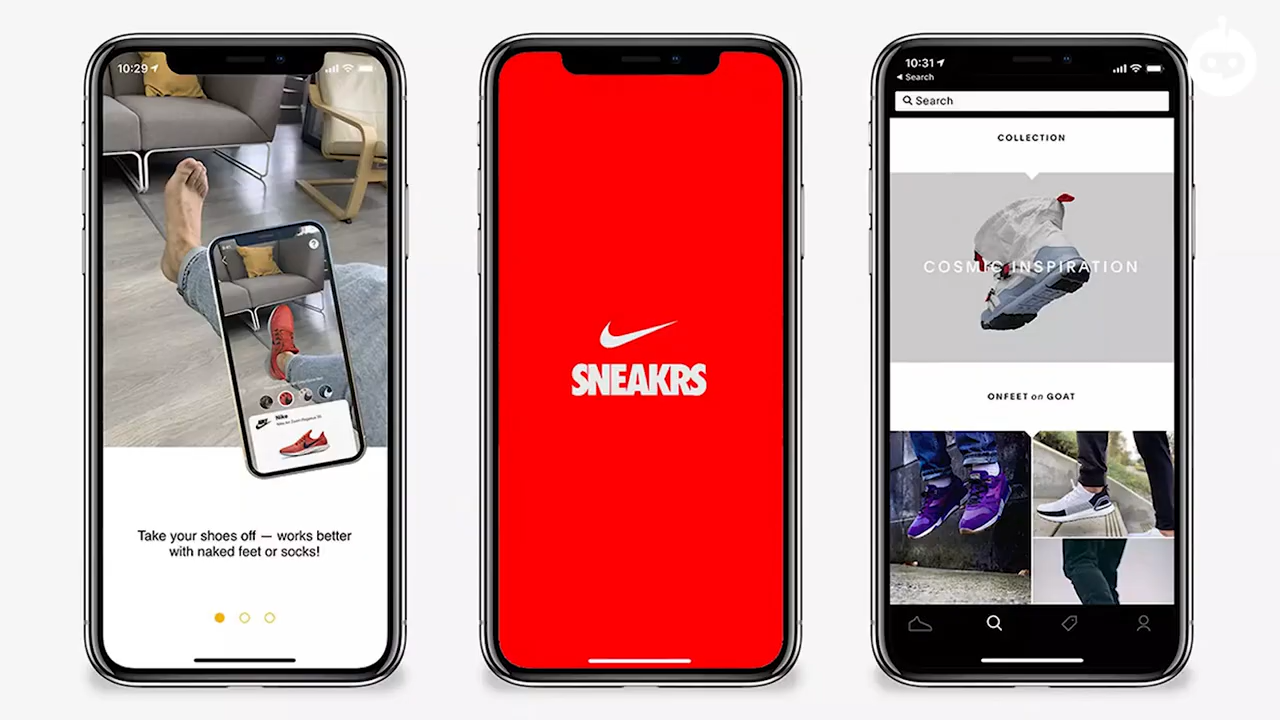 10:29
Nike
Take your shoes off — works better
with naked feet or socks!
SNEAKRS
10:31
Search
Search
COLLECTION
COSMIC INSPIRATION
ONFEET on GOAT